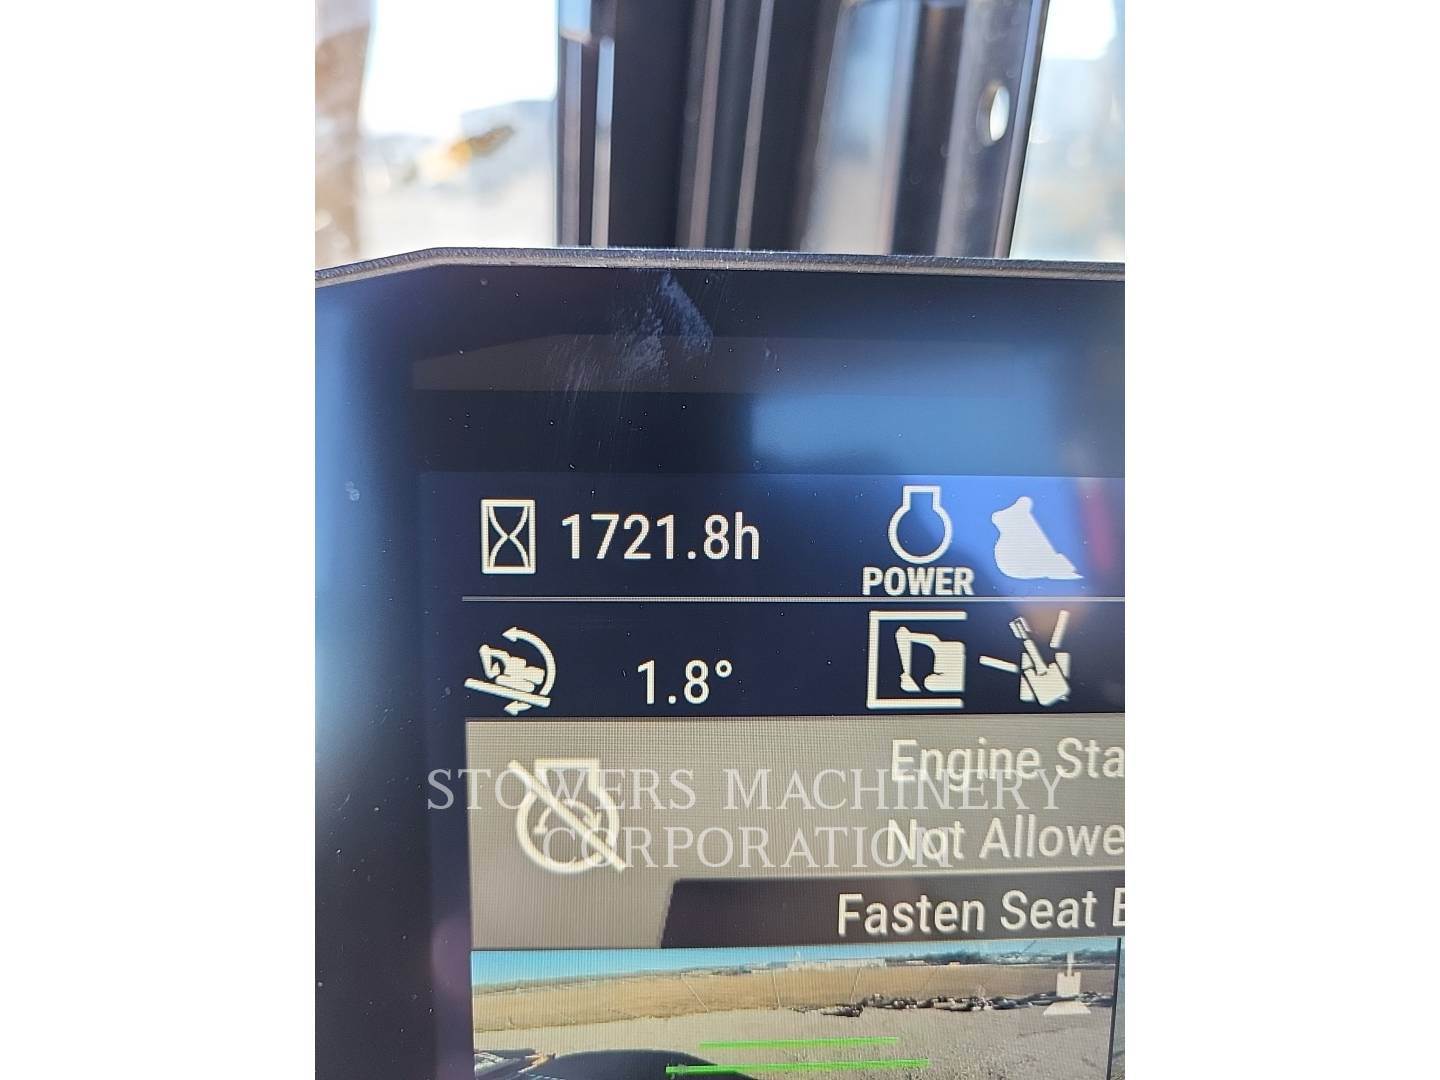 1721.8h
POWER
1.8°
Engine Sta
Not Allowe
Fasten Seat B
STOWERS MACHINERY
CORPORATION